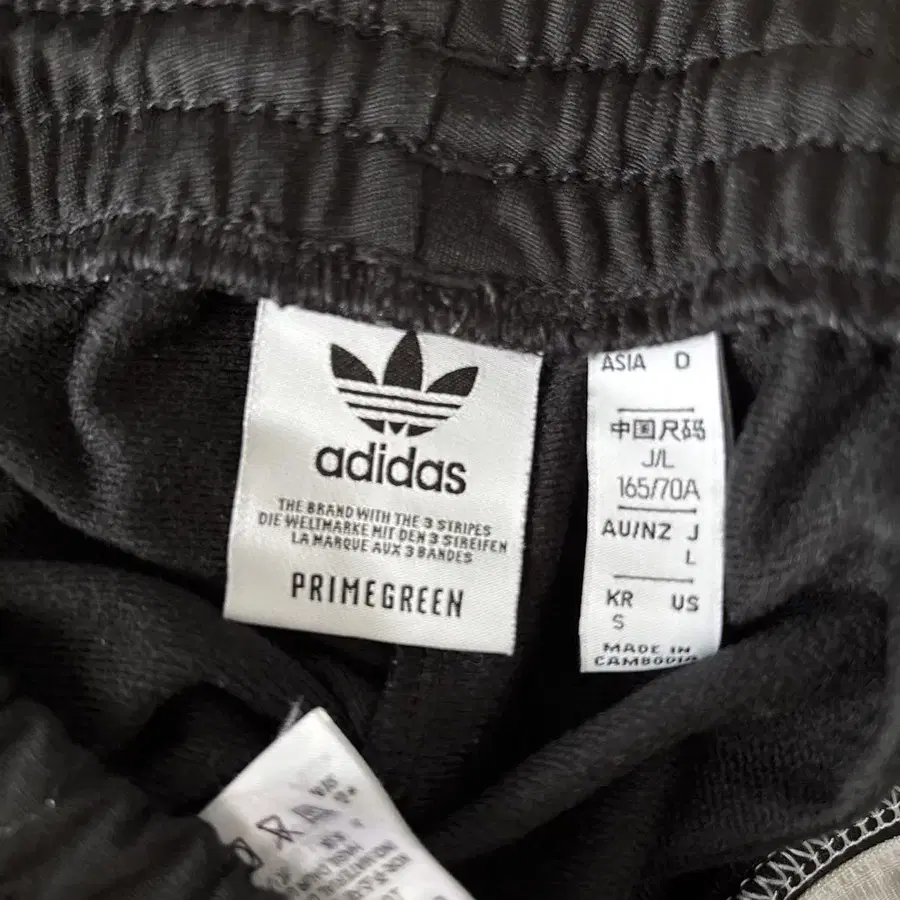 adidas
THE BRAND WITH THE 3 STRIPES
DIE WELTMARKE MIT DEN 3 STREIFEN
LA MARQUE AUX 3 BANDES
PRIMEGREEN
ASIA D
中国尺码
J/L
165/70A
AU/NZ J
L
KR US
S
MADE IN
CAMBODIA